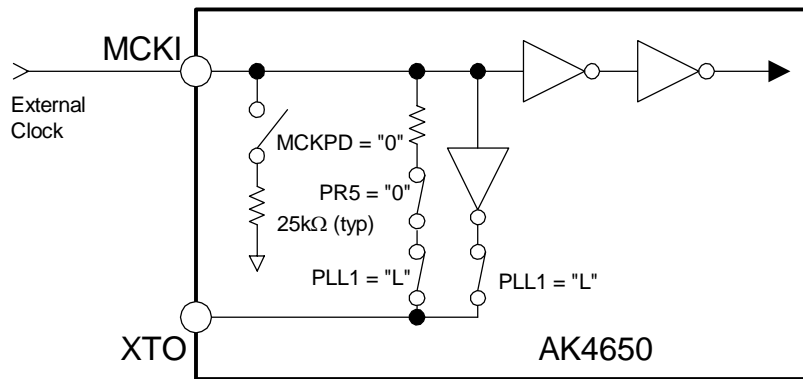 MCKI
External
Clock
MCKPD = "0"
PR5 = "0"
25kΩ (typ)
PLL1 = "L"
PLL1 = "L"
XTO
AK4650